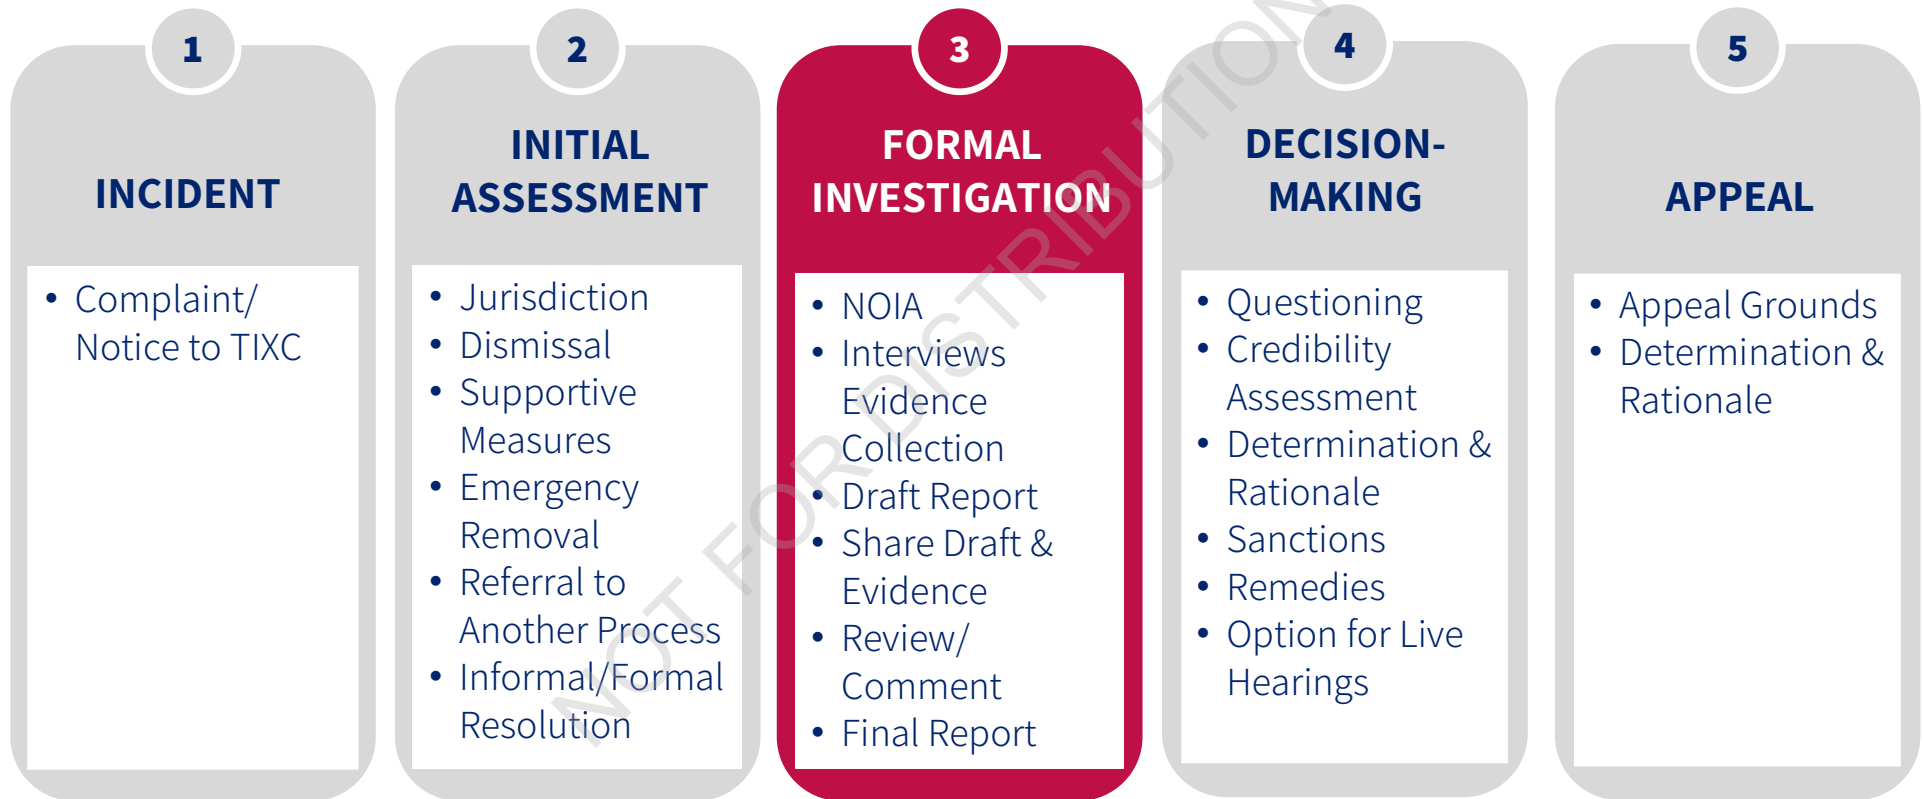 1
INCIDENT
• Complaint/
Notice to TIXC
2
INITIAL
ASSESSMENT
• Jurisdiction
• Dismissal
• Supportive
Measures
• Emergency
Removal
• Referral to
Another Process
• Informal/Formal
Resolution
3
FORMAL
INVESTIGATION
• NOIA
• Interviews
Evidence
Collection
• Draft Report
• Share Draft &
Evidence
• Review/
Comment
• Final Report
4
DECISION-
MAKING
• Questioning
• Credibility
Assessment
• Determination &
Rationale
• Sanctions
• Remedies
• Option for Live
Hearings
5
APPEAL
• Appeal Grounds
• Determination &
Rationale
NOT FOR DISTRIBUTION